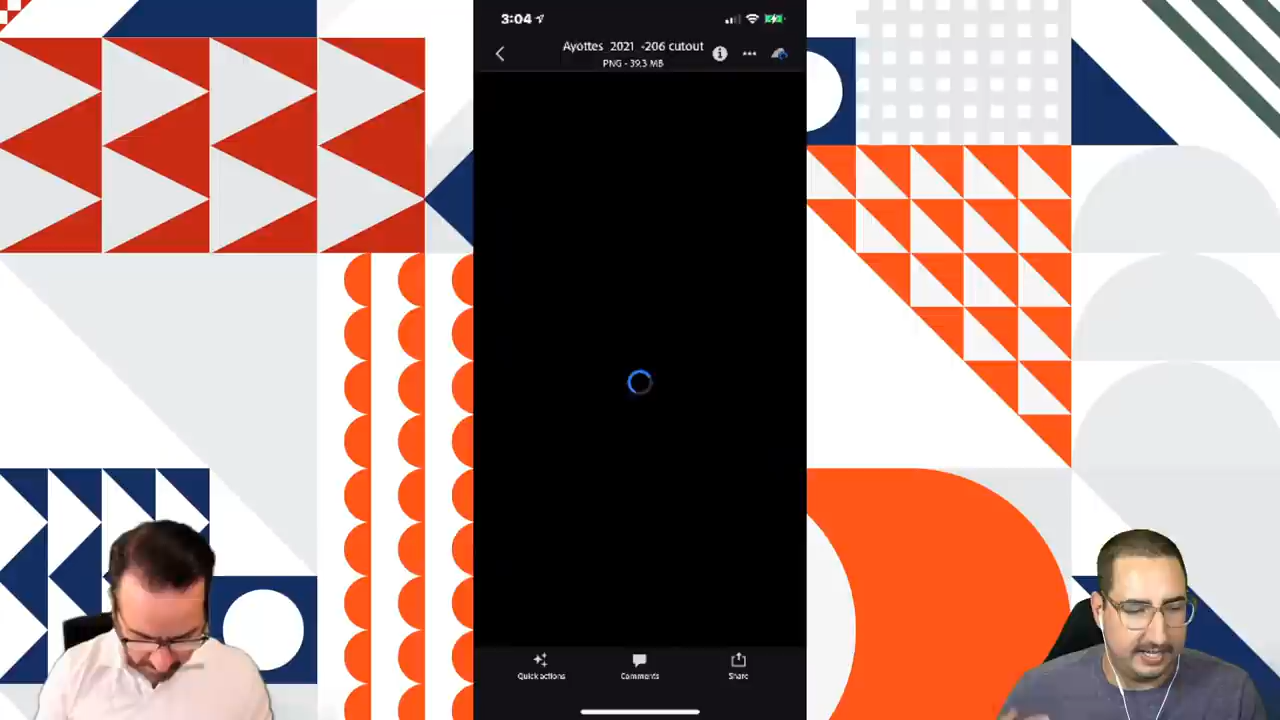 3:04
Ayottes 2021 -206 cutout
PNG - 39.3 MB
Quick actions
Comments
Share